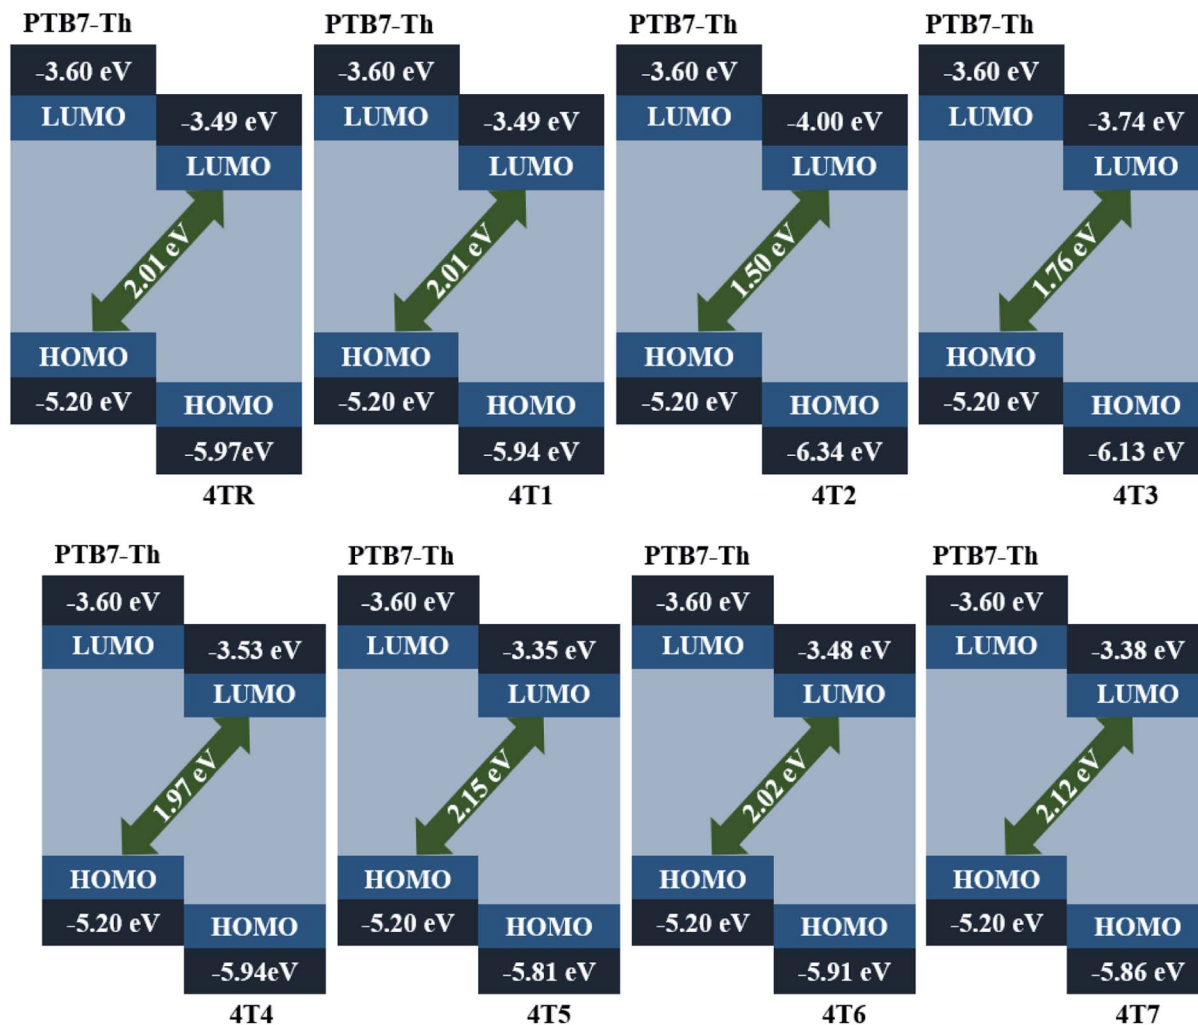 PTB7-Th PTB7-Th PTB7-Th PTB7-Th
-3.60 eV -3.60 eV -3.60 eV -3.60 eV
LUMO -3.49 eV LUMO -3.49 eV LUMO -4.00 eV LUMO -3.74 eV
LUMO LUMO LUMO LUMO
2.01 eV 2.01 eV 1.50 eV 1.76 eV
HOMO HOMO HOMO HOMO
-5.20 eV HOMO -5.20 eV HOMO -5.20 eV HOMO -5.20 eV HOMO
-5.97eV -5.94 eV -6.34 eV -6.13 eV
4TR 4T1 4T2 4T3
PTB7-Th PTB7-Th PTB7-Th PTB7-Th
-3.60 eV -3.60 eV -3.60 eV -3.60 eV
LUMO -3.53 eV LUMO -3.35 eV LUMO -3.48 eV LUMO -3.38 eV
LUMO LUMO LUMO LUMO
1.97 eV 2.15 eV 2.02 eV 2.12 eV
HOMO HOMO HOMO HOMO
-5.20 eV HOMO -5.20 eV HOMO -5.20 eV HOMO -5.20 eV HOMO
-5.94eV -5.81 eV -5.91 eV -5.86 eV
4T4 4T5 4T6 4T7